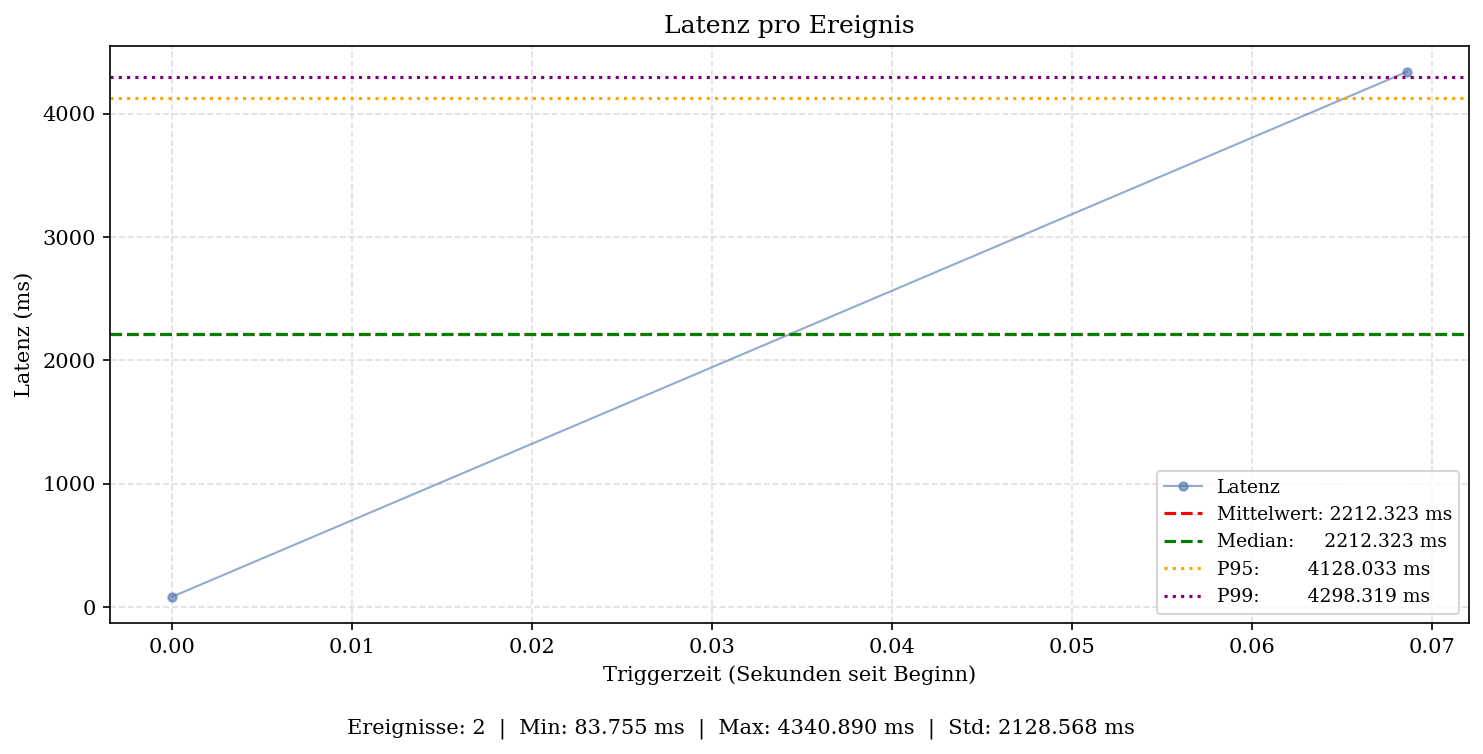 Latenz pro Ereignis
Latenz (ms)
4000
3000
2000
1000
0
Latenz
Mittelwert: 2212.323 ms
Median: 2212.323 ms
P95: 4128.033 ms
P99: 4298.319 ms
0.00 0.01 0.02 0.03 0.04 0.05 0.06 0.07
Triggerzeit (Sekunden seit Beginn)
Ereignisse: 2 | Min: 83.755 ms | Max: 4340.890 ms | Std: 2128.568 ms